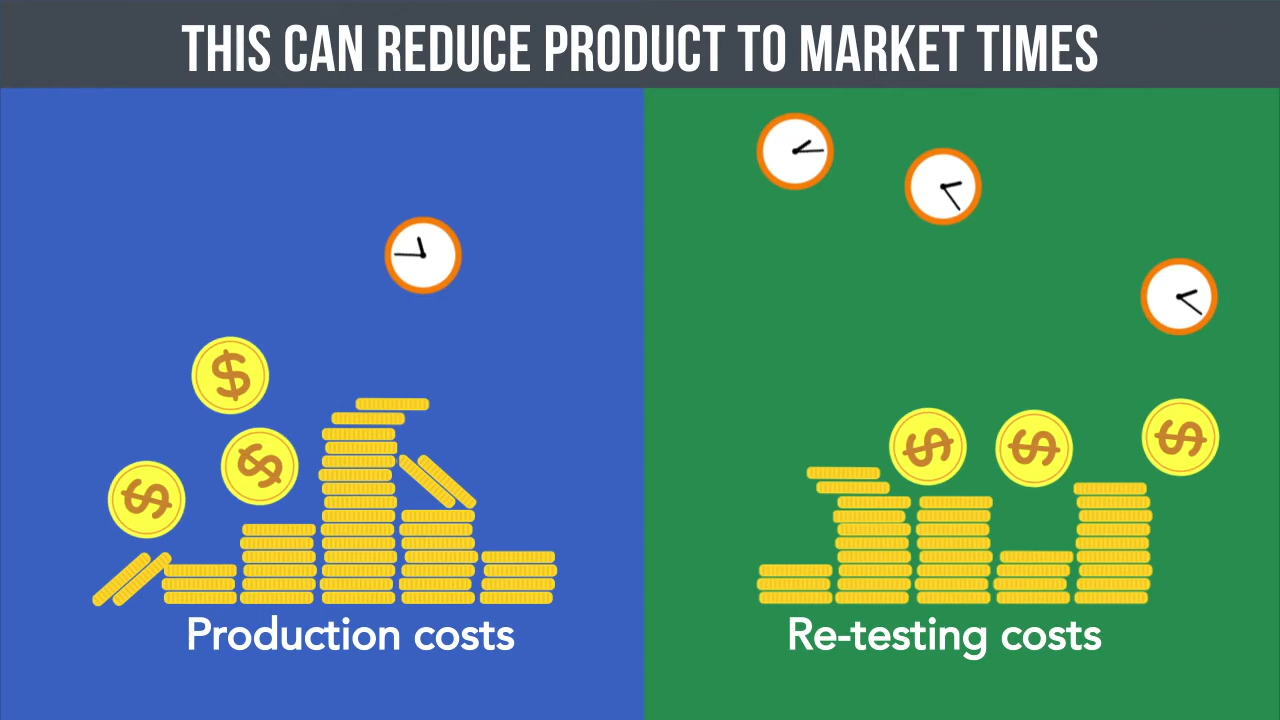 THIS CAN REDUCE PRODUCT TO MARKET TIMES
$
$
$
$
$
$
Production costs
Re-testing costs